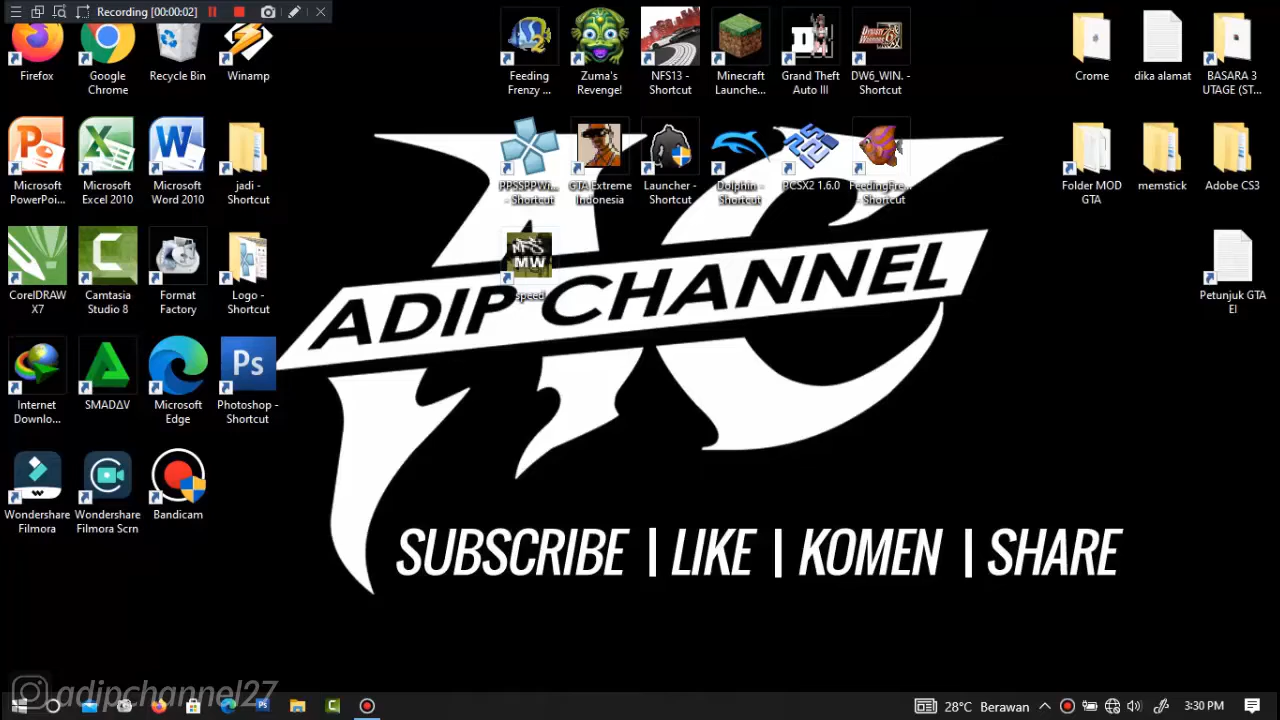 Recording [00:00:02]
Firefox
Google
Chrome
Recycle Bin
Winamp
Feeding
Frenzy ...
Zuma's
Revenge!
NFS13 -
Shortcut
Minecraft
Launche...
Grand Theft
Auto III
DW6_WIN. -
Shortcut
Crome
dika alamat
BASARA 3
UTAGE (ST...
Microsoft
PowerPoi...
Microsoft
Excel 2010
Microsoft
Word 2010
jadi -
Shortcut
PPSSPPWi...
- Shortcut
GTA Extreme
Indonesia
Launcher -
Shortcut
Dolphin -
Shortcut
PCSX2 1.6.0
FeedingFre...
- Shortcut
Folder MOD
GTA
memstick
Adobe CS3
CorelDRAW
X7
Camtasia
Studio 8
Format
Factory
Logo -
Shortcut
NFS
MW
speed
Petunjuk GTA
EI
ADIP CHANNEL
Internet
Downlo...
SMADΔV
Microsoft
Edge
Ps
Photoshop -
Shortcut
Wondershare
Filmora
Wondershare
Filmora Scrn
Bandicam
SUBSCRIBE | LIKE | KOMEN | SHARE
adipchannel27
28°C Berawan
3:30 PM